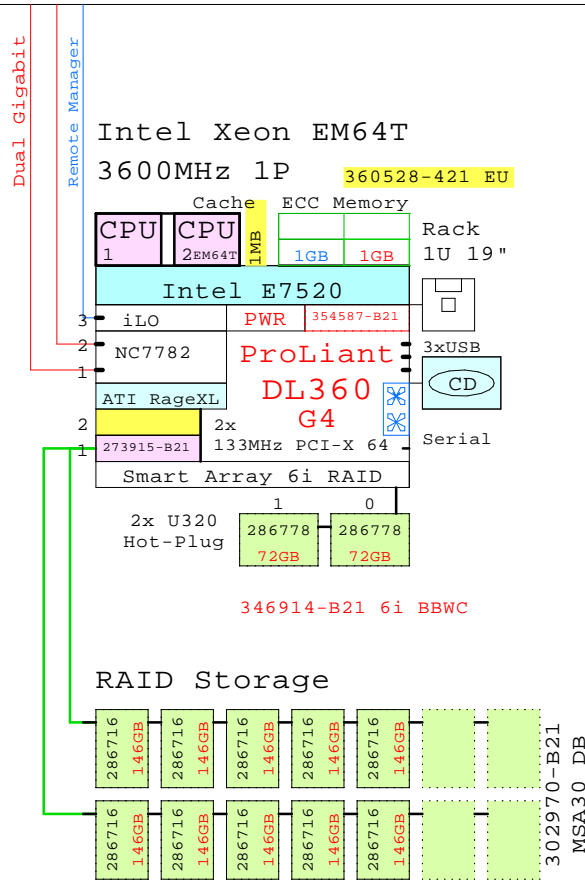 Dual Gigabit
Remote Manager
Intel Xeon EM64T
3600MHz 1P
360528-421 EU
Cache
ECC Memory
CPU
1
CPU
2EM64T
1MB
1GB
1GB
Rack
1U 19"
Intel E7520
3
iLO
PWR
354587-B21
2
NC7782
1
ProLiant
DL360
G4
3xUSB
CD
ATI RageXL
2
2x
1
273915-B21
133MHz PCI-X 64
Serial
Smart Array 6i RAID
1
0
2x U320
Hot-Plug
286778
72GB
286778
72GB
346914-B21 6i BBWC
RAID Storage
286716
146GB
286716
146GB
286716
146GB
286716
146GB
286716
146GB
286716
146GB
286716
146GB
286716
146GB
286716
146GB
286716
146GB
302970-B21
MSA30 DB